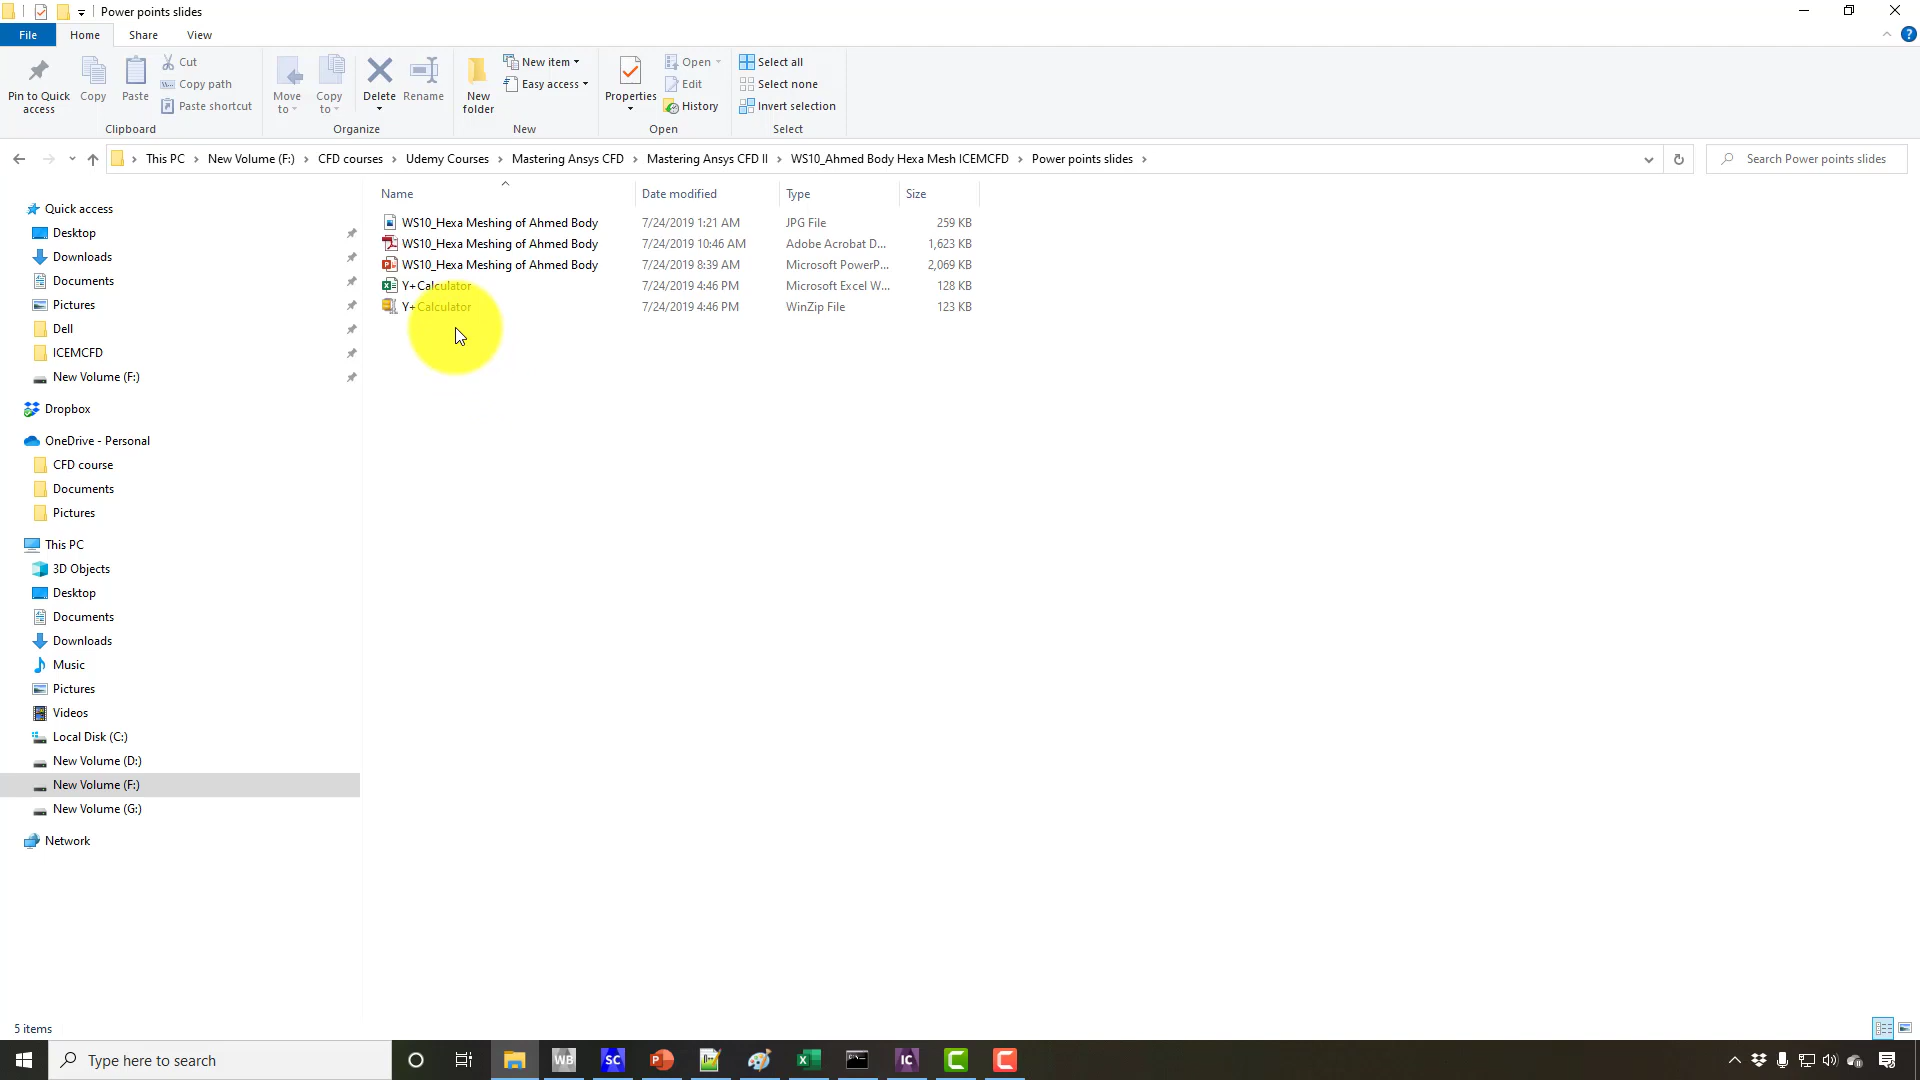 Power points slides
File Home Share View
Pin to Quick access
Copy
Paste
Cut
Copy path
Paste shortcut
Clipboard
Move to
Copy to
Delete
Rename
Organize
New folder
New item
Easy access
New
Properties
Open
Edit
History
Open
Select all
Select none
Invert selection
Select
This PC New Volume (F:) CFD courses Udemy Courses Mastering Ansys CFD Mastering Ansys CFD II WS10_Ahmed Body Hexa Mesh ICEMCFD Power points slides
Search Power points slides
Name Date modified Type Size
WS10_Hexa Meshing of Ahmed Body 7/24/2019 1:21 AM JPG File 259 KB
WS10_Hexa Meshing of Ahmed Body 7/24/2019 10:46 AM Adobe Acrobat D... 1,623 KB
WS10_Hexa Meshing of Ahmed Body 7/24/2019 8:39 AM Microsoft PowerP... 2,069 KB
Y+Calculator 7/24/2019 4:46 PM Microsoft Excel W... 128 KB
Y+Calculator 7/24/2019 4:46 PM WinZip File 123 KB
Quick access
Desktop
Downloads
Documents
Pictures
Dell
ICEMCFD
New Volume (F:)
Dropbox
OneDrive - Personal
CFD course
Documents
Pictures
This PC
3D Objects
Desktop
Documents
Downloads
Music
Pictures
Videos
Local Disk (C:)
New Volume (D:)
New Volume (F:)
New Volume (G:)
Network
5 items
Type here to search
WB
SC
IC